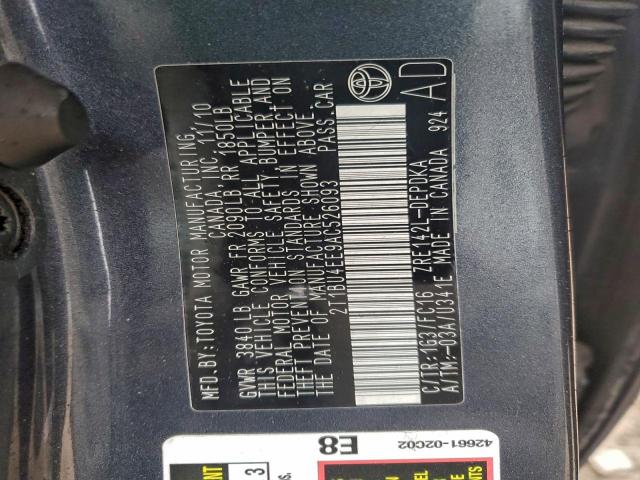 MFD.BY:TOYOTA MOTOR MANUFACTURING,
CANADA, INC. 11/10
GVWR 3840 LB GAWR FR 2090LB RR 1850LB
THIS VEHICLE CONFORMS TO ALL APPLICABLE
FEDERAL MOTOR VEHICLE SAFETY, BUMPER AND
THEFT PREVENTION STANDARDS IN EFFECT ON
THE DATE OF MANUFACTURE SHOWN ABOVE.
2T1BU4EE9AC526093 PASS.CAR
C/TR:1G3/FC16 ZRE142L-DEPDKA
A/TM:-03A/U341E MADE IN CANADA 924
AD
42661-02C02
E8
ANT
3